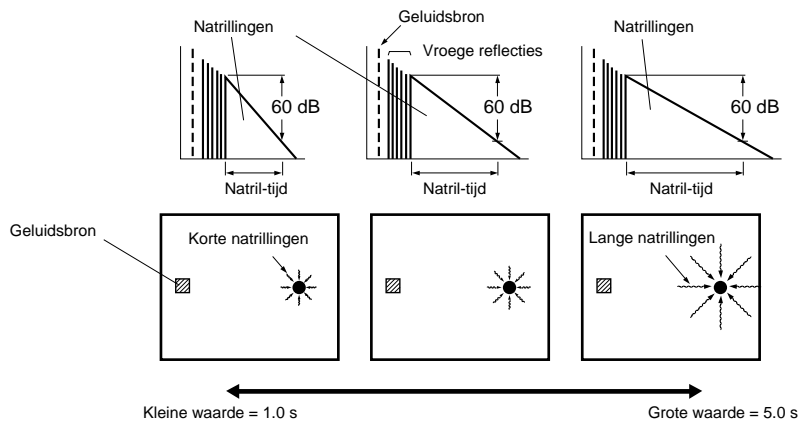 Geluidsbron
Natrillingen
Vroege reflecties
Natrillingen
60 dB
60 dB
60 dB
Natril-tijd
Natril-tijd
Natril-tijd
Geluidsbron
Korte natrillingen
Lange natrillingen
Kleine waarde = 1.0 s
Grote waarde = 5.0 s